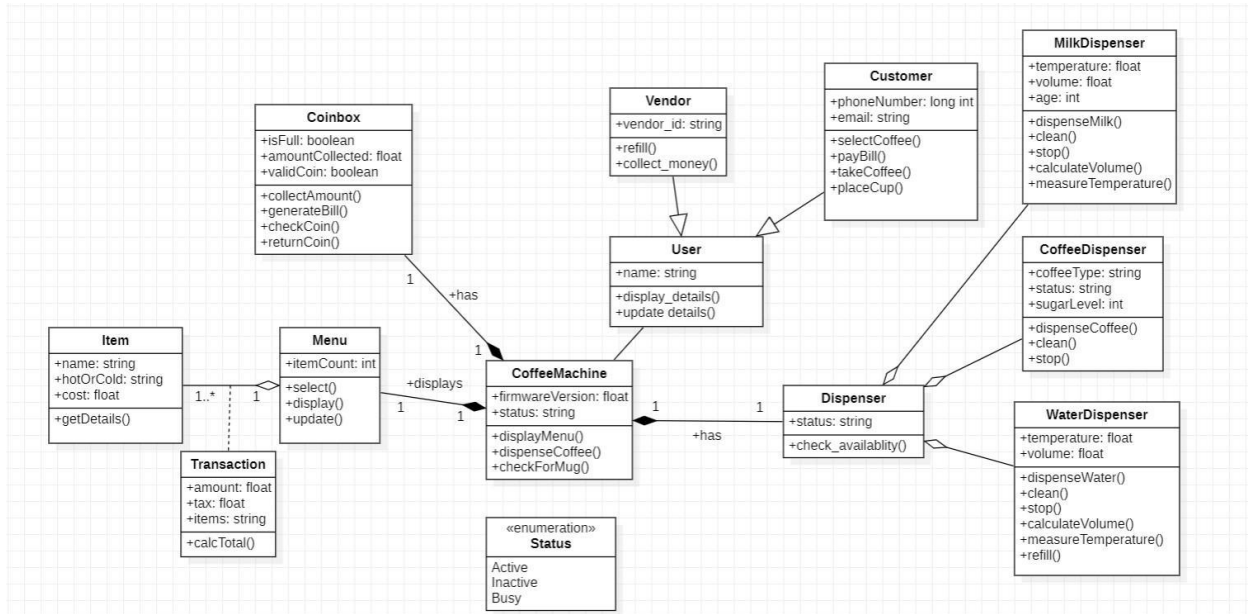 MilkDispenser
+temperature: float
+volume: float
+age: int
+dispenseMilk()
+clean()
+stop()
+calculateVolume()
+measureTemperature()
Customer
+phoneNumber: long int
+email: string
+selectCoffee()
+payBill()
+takeCoffee()
+placeCup()
Vendor
+vendor_id: string
+refill()
+collect_money()
Coinbox
+isFull: boolean
+amountCollected: float
+validCoin: boolean
+collectAmount()
+generateBill()
+checkCoin()
+returnCoin()
User
+name: string
+display_details()
+update details()
CoffeeDispenser
+coffeeType: string
+status: string
+sugarLevel: int
+dispenseCoffee()
+clean()
+stop()
1
+has
1
Item
+name: string
+hotOrCold: string
+cost: float
+getDetails()
1..*
1
Menu
+itemCount: int
+select()
+display()
+update()
+displays
1
1
CoffeeMachine
+firmwareVersion: float
+status: string
+displayMenu()
+dispenseCoffee()
+checkForMug()
1
1
+has
Dispenser
+status: string
+check_availablity()
WaterDispenser
+temperature: float
+volume: float
+dispenseWater()
+clean()
+stop()
+calculateVolume()
+measureTemperature()
+refill()
Transaction
+amount: float
+tax: float
+items: string
+calcTotal()
«enumeration»
Status
Active
Inactive
Busy